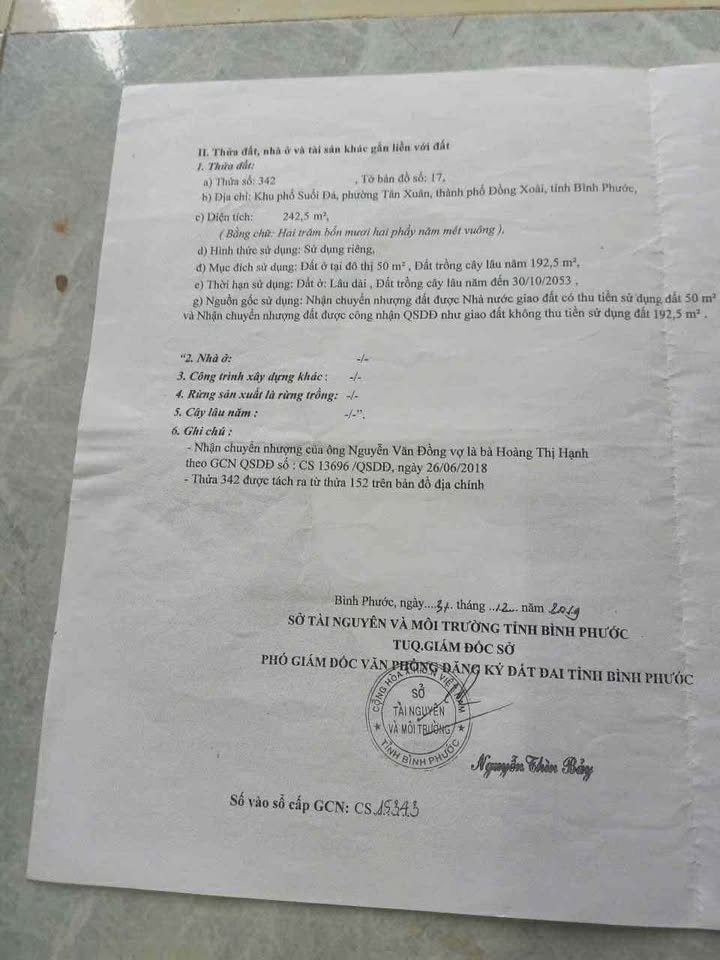 II. Thửa đất, nhà ở và tài sản khác gắn liền với đất
1. Thửa đất:
a) Thửa số: 342 , Tờ bản đồ số: 17,
b) Địa chỉ: Khu phố Suối Đá, phường Tân Xuân, thành phố Đồng Xoài, tỉnh Bình Phước,
c) Diện tích: 242,5 m²,
( Bằng chữ: Hai trăm bốn mươi hai phẩy năm mét vuông ),
d) Hình thức sử dụng: Sử dụng riêng,
đ) Mục đích sử dụng: Đất ở tại đô thị 50 m² , Đất trồng cây lâu năm 192,5 m²,
e) Thời hạn sử dụng: Đất ở: Lâu dài , Đất trồng cây lâu năm đến 30/10/2053 ,
g) Nguồn gốc sử dụng: Nhận chuyển nhượng đất được Nhà nước giao đất có thu tiền sử dụng đất 50 m²
và Nhận chuyển nhượng đất được công nhận QSDĐ như giao đất không thu tiền sử dụng đất 192,5 m² .
“2. Nhà ở: -/-
3. Công trình xây dựng khác : -/-
4. Rừng sản xuất là rừng trồng: -/-
5. Cây lâu năm : -/-”.
6. Ghi chú :
- Nhận chuyển nhượng của ông Nguyễn Văn Đồng vợ là bà Hoàng Thị Hạnh
theo GCN QSDĐ số : CS 13696 /QSDĐ, ngày 26/06/2018
- Thửa 342 được tách ra từ thửa 152 trên bản đồ địa chính
Bình Phước, ngày....31. tháng ..12... năm .2019
SỞ TÀI NGUYÊN VÀ MÔI TRƯỜNG TỈNH BÌNH PHƯỚC
TUQ.GIÁM ĐỐC SỞ
PHÓ GIÁM ĐỐC VĂN PHÒNG ĐĂNG KÝ ĐẤT ĐAI TỈNH BÌNH PHƯỚC
CỘNG HÒA X.H.C.N VIỆT NAM
SỞ
TÀI NGUYÊN
VÀ MÔI TRƯỜNG
★ TỈNH BÌNH PHƯỚC ★
Nguyễn Thìn Bảy
Số vào sổ cấp GCN: CS.15343